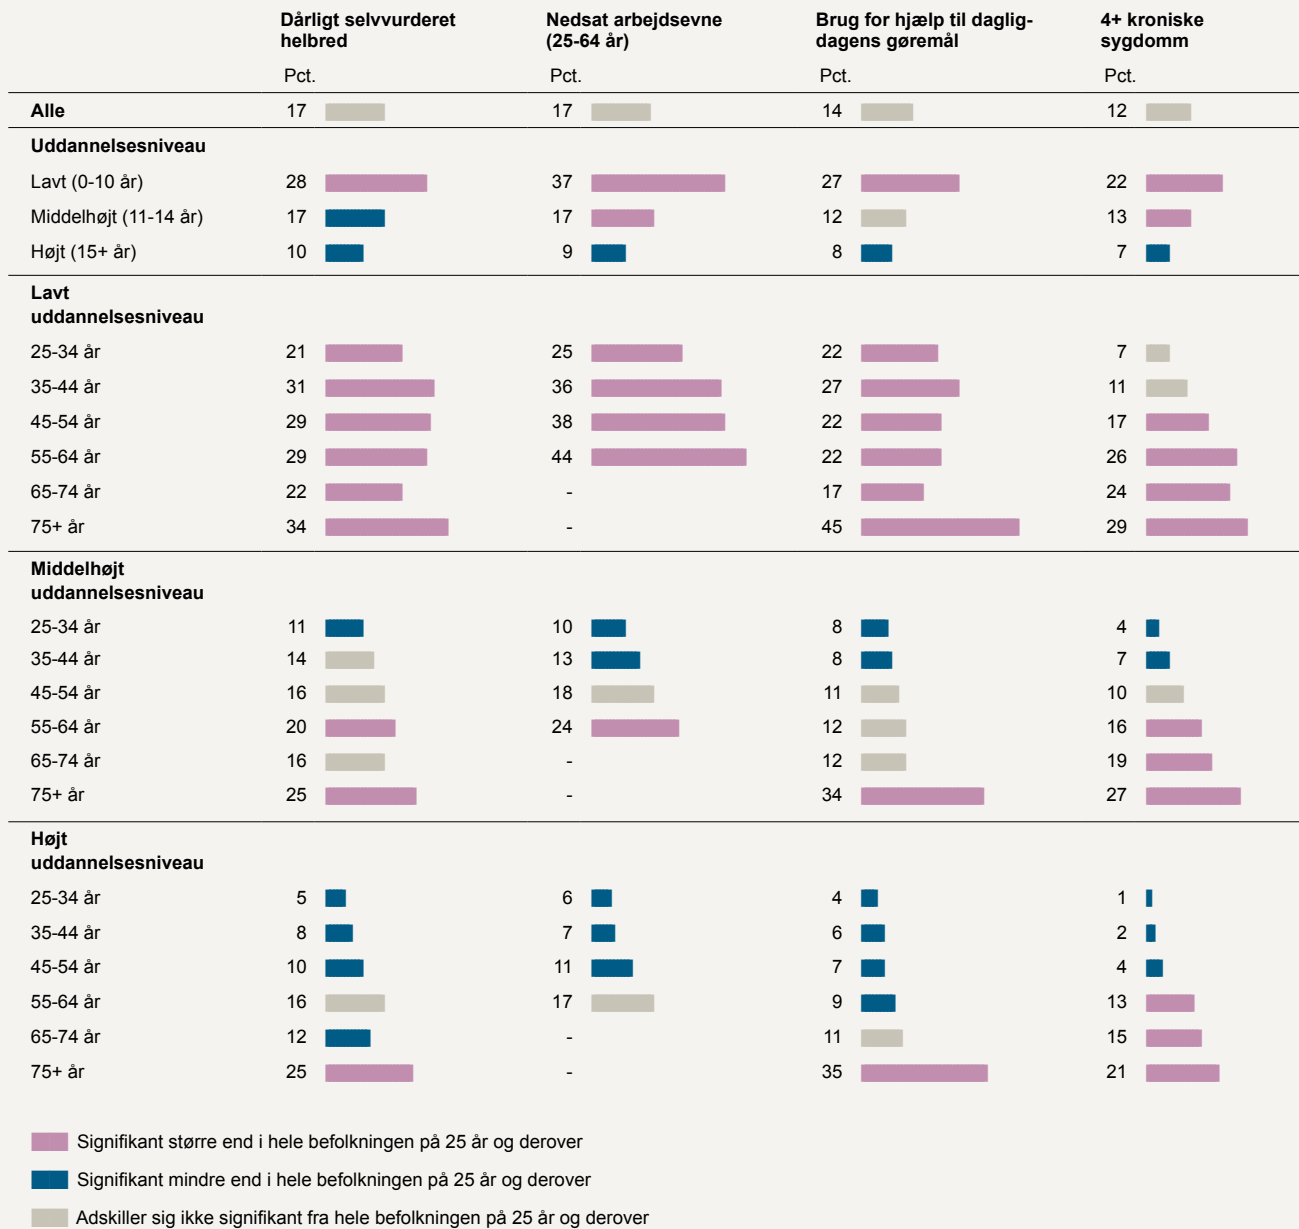 Dårligt selvvurderet Nedsat arbejdsevne Brug for hjælp til daglig- 4+ kroniske
helbred (25-64 år) dagens gøremål sygdomm
Pct. Pct. Pct. Pct.
Alle 17 17 14 12
Uddannelsesniveau
Lavt (0-10 år) 28 37 27 22
Middelhøjt (11-14 år) 17 17 12 13
Højt (15+ år) 10 9 8 7
Lavt
uddannelsesniveau
25-34 år 21 25 22 7
35-44 år 31 36 27 11
45-54 år 29 38 22 17
55-64 år 29 44 22 26
65-74 år 22 - 17 24
75+ år 34 - 45 29
Middelhøjt
uddannelsesniveau
25-34 år 11 10 8 4
35-44 år 14 13 8 7
45-54 år 16 18 11 10
55-64 år 20 24 12 16
65-74 år 16 - 12 19
75+ år 25 - 34 27
Højt
uddannelsesniveau
25-34 år 5 6 4 1
35-44 år 8 7 6 2
45-54 år 10 11 7 4
55-64 år 16 17 9 13
65-74 år 12 - 11 15
75+ år 25 - 35 21
Signifikant større end i hele befolkningen på 25 år og derover
Signifikant mindre end i hele befolkningen på 25 år og derover
Adskiller sig ikke signifikant fra hele befolkningen på 25 år og derover